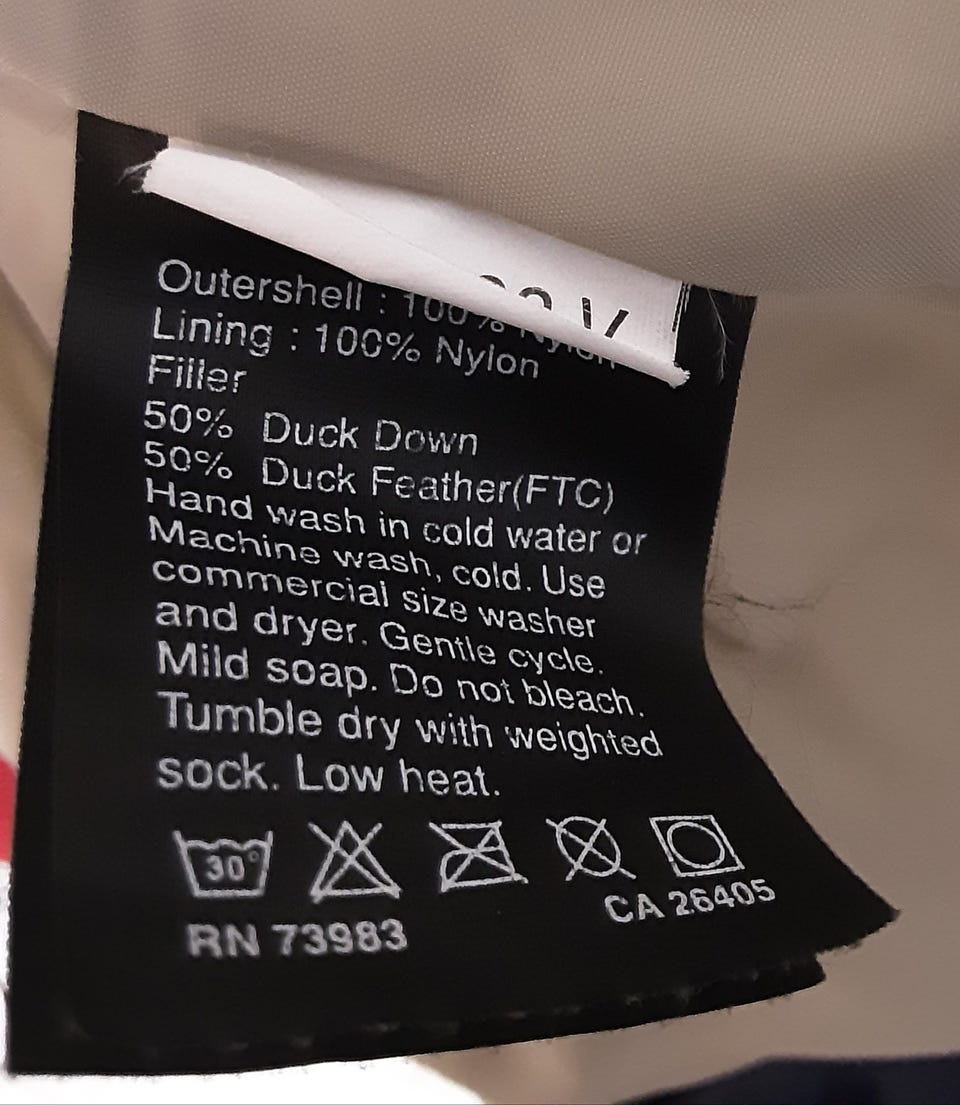 Outershell : 100% Nylon
Lining : 100% Nylon
Filler
50% Duck Down
50% Duck Feather(FTC)
Hand wash in cold water or
Machine wash, cold. Use
commercial size washer
and dryer. Gentle cycle.
Mild soap. Do not bleach.
Tumble dry with weighted
sock. Low heat.
30°
CA 26405
RN 73983